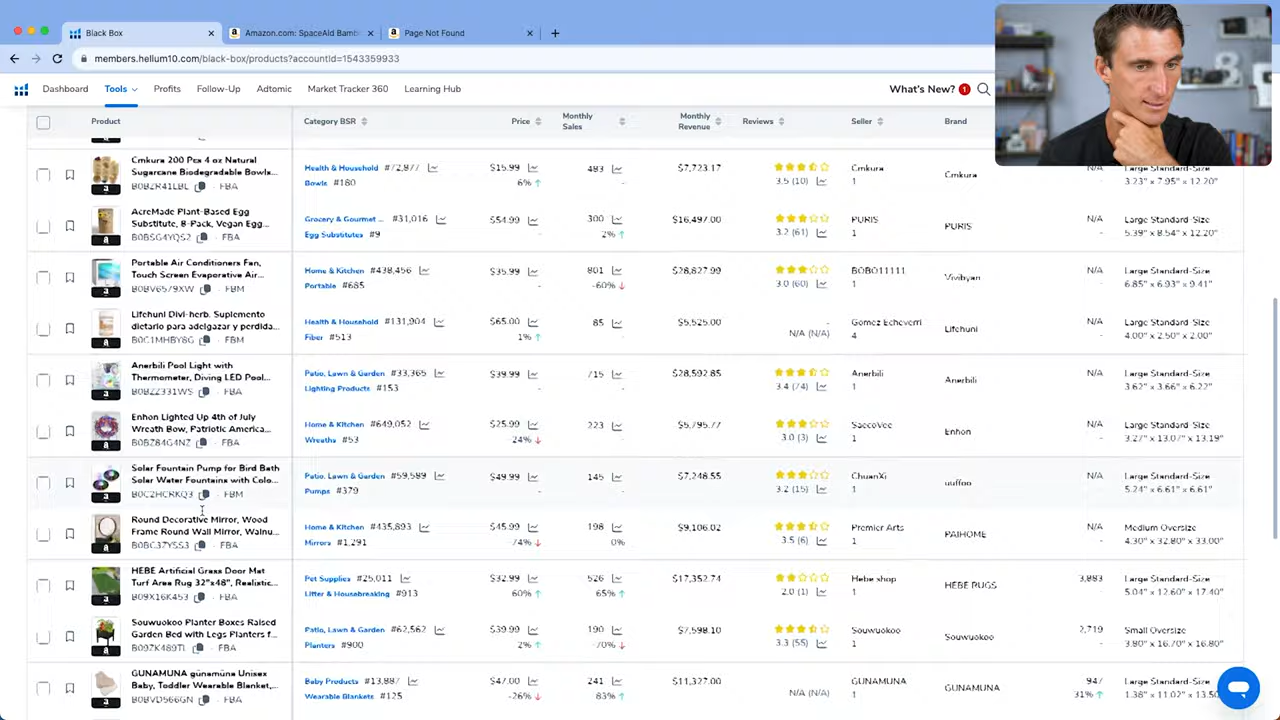 Black Box
Amazon.com: SpaceAid Bamb
Page Not Found
members.helium10.com/black-box/products?accountId=1543359933
Dashboard Tools Profits Follow-Up Adtomic Market Tracker 360 Learning Hub What's New? 1
Product Category BSR Price Monthly Sales Monthly Revenue Reviews Seller Brand
Cmkura 200 Pcs 4 oz Natural
Sugarcane Biodegradable Bowls...
FBA
Health & Household #72,877
Bowls #180
$15.99
6%
483
-
$7,723.17
3.5 (10)
Cmkura
1
Cmkura
3.23" x 7.95" x 12.20"
AcreMade Plant-Based Egg
Substitute, 8-Pack, Vegan Egg...
B0BSG4YQS2 · FBA
Grocery & Gourmet ... #31,016
Egg Substitutes #9
$54.99
-
300
2%
$16,497.00
3.2 (61)
PURIS
4
PURIS
N/A
-
Large Standard-Size
5.39" x 8.54" x 12.20"
Portable Air Conditioners Fan,
Touch Screen Evaporative Air...
B0BV6579XW · FBM
Home & Kitchen #438,456
Portable #685
$35.99
-
801
-60%
3.0 (60)
BOBO11111
1
Vivibyan
N/A
-
Large Standard-Size
6.85" x 6.93" x 9.41"
Lifehuni Divi-herb. Suplemento
dietario para adelgazar y perdida...
B0C1MHBY8G · FBM
Health & Household #131,904
Fiber #513
$65.00
1%
85
-
$5,525.00
-
N/A (N/A)
Gomez Echeverri
4
Lifehuni
N/A
-
Large Standard-Size
4.00" x 2.50" x 2.00"
Anerbili Pool Light with
Thermometer, Diving LED Pool...
B0BZZ331WS · FBA
Patio, Lawn & Garden #33,365
Lighting Products #153
$39.99
-
715
-
$28,592.85
3.4 (74)
Anerbili
1
Anerbili
N/A
-
Large Standard-Size
3.62" x 3.66" x 6.22"
Enhon Lighted Up 4th of July
Wreath Bow, Patriotic America...
B0BZ84G4NZ · FBA
Home & Kitchen #649,052
Wreaths #53
$25.99
-24%
223
-
$5,795.77
3.0 (3)
SaecoVee
1
Enhon
N/A
-
Large Standard-Size
3.27" x 13.07" x 13.19"
Solar Fountain Pump for Bird Bath
Solar Water Fountains with Colo...
B0CZHCRKQ3 · FBM
Patio, Lawn & Garden #59,589
Pumps #379
$49.99
-
145
-
$7,248.55
3.2 (15)
ChuanXi
1
uuffoo
N/A
-
Large Standard-Size
5.24" x 6.61" x 6.61"
Round Decorative Mirror, Wood
Frame Round Wall Mirror, Walnu...
B0BC37YSS3 · FBA
Home & Kitchen #435,893
Mirrors #1,291
$45.99
-74%
198
0%
$9,106.02
3.5 (6)
Premier Arts
1
PAIHOME
N/A
-
Medium Oversize
4.30" x 32.80" x 33.00"
HEBE Artificial Grass Door Mat
Turf Area Rug 32"x48", Realistic...
B09X16K453 · FBA
Pet Supplies #25,011
Litter & Housebreaking #913
$32.99
60%
526
65%
$17,352.74
2.0 (1)
Hebe shop
1
HEBE RUGS
3,883
-
Large Standard-Size
5.04" x 12.60" x 17.40"
Souwuokoo Planter Boxes Raised
Garden Bed with Legs Planters f...
B09ZK489TL · FBA
Patio, Lawn & Garden #62,562
Planters #900
$39.99
2%
190
-70%
$7,598.10
3.3 (55)
Souwuokoo
1
Souwuokoo
2,719
-
Small Oversize
3.80" x 16.70" x 16.80"
GUNAMUNA gunamuna Unisex
Baby, Toddler Wearable Blanket,...
B0BVD566GN · FBA
Baby Products #13,887
Wearable Blankets #125
$47.00
-26%
241
83%
$11,327.00
-
N/A (N/A)
GUNAMUNA
1
GUNAMUNA
947
31%
Large Standard-Size
1.38" x 11.02" x 13.50